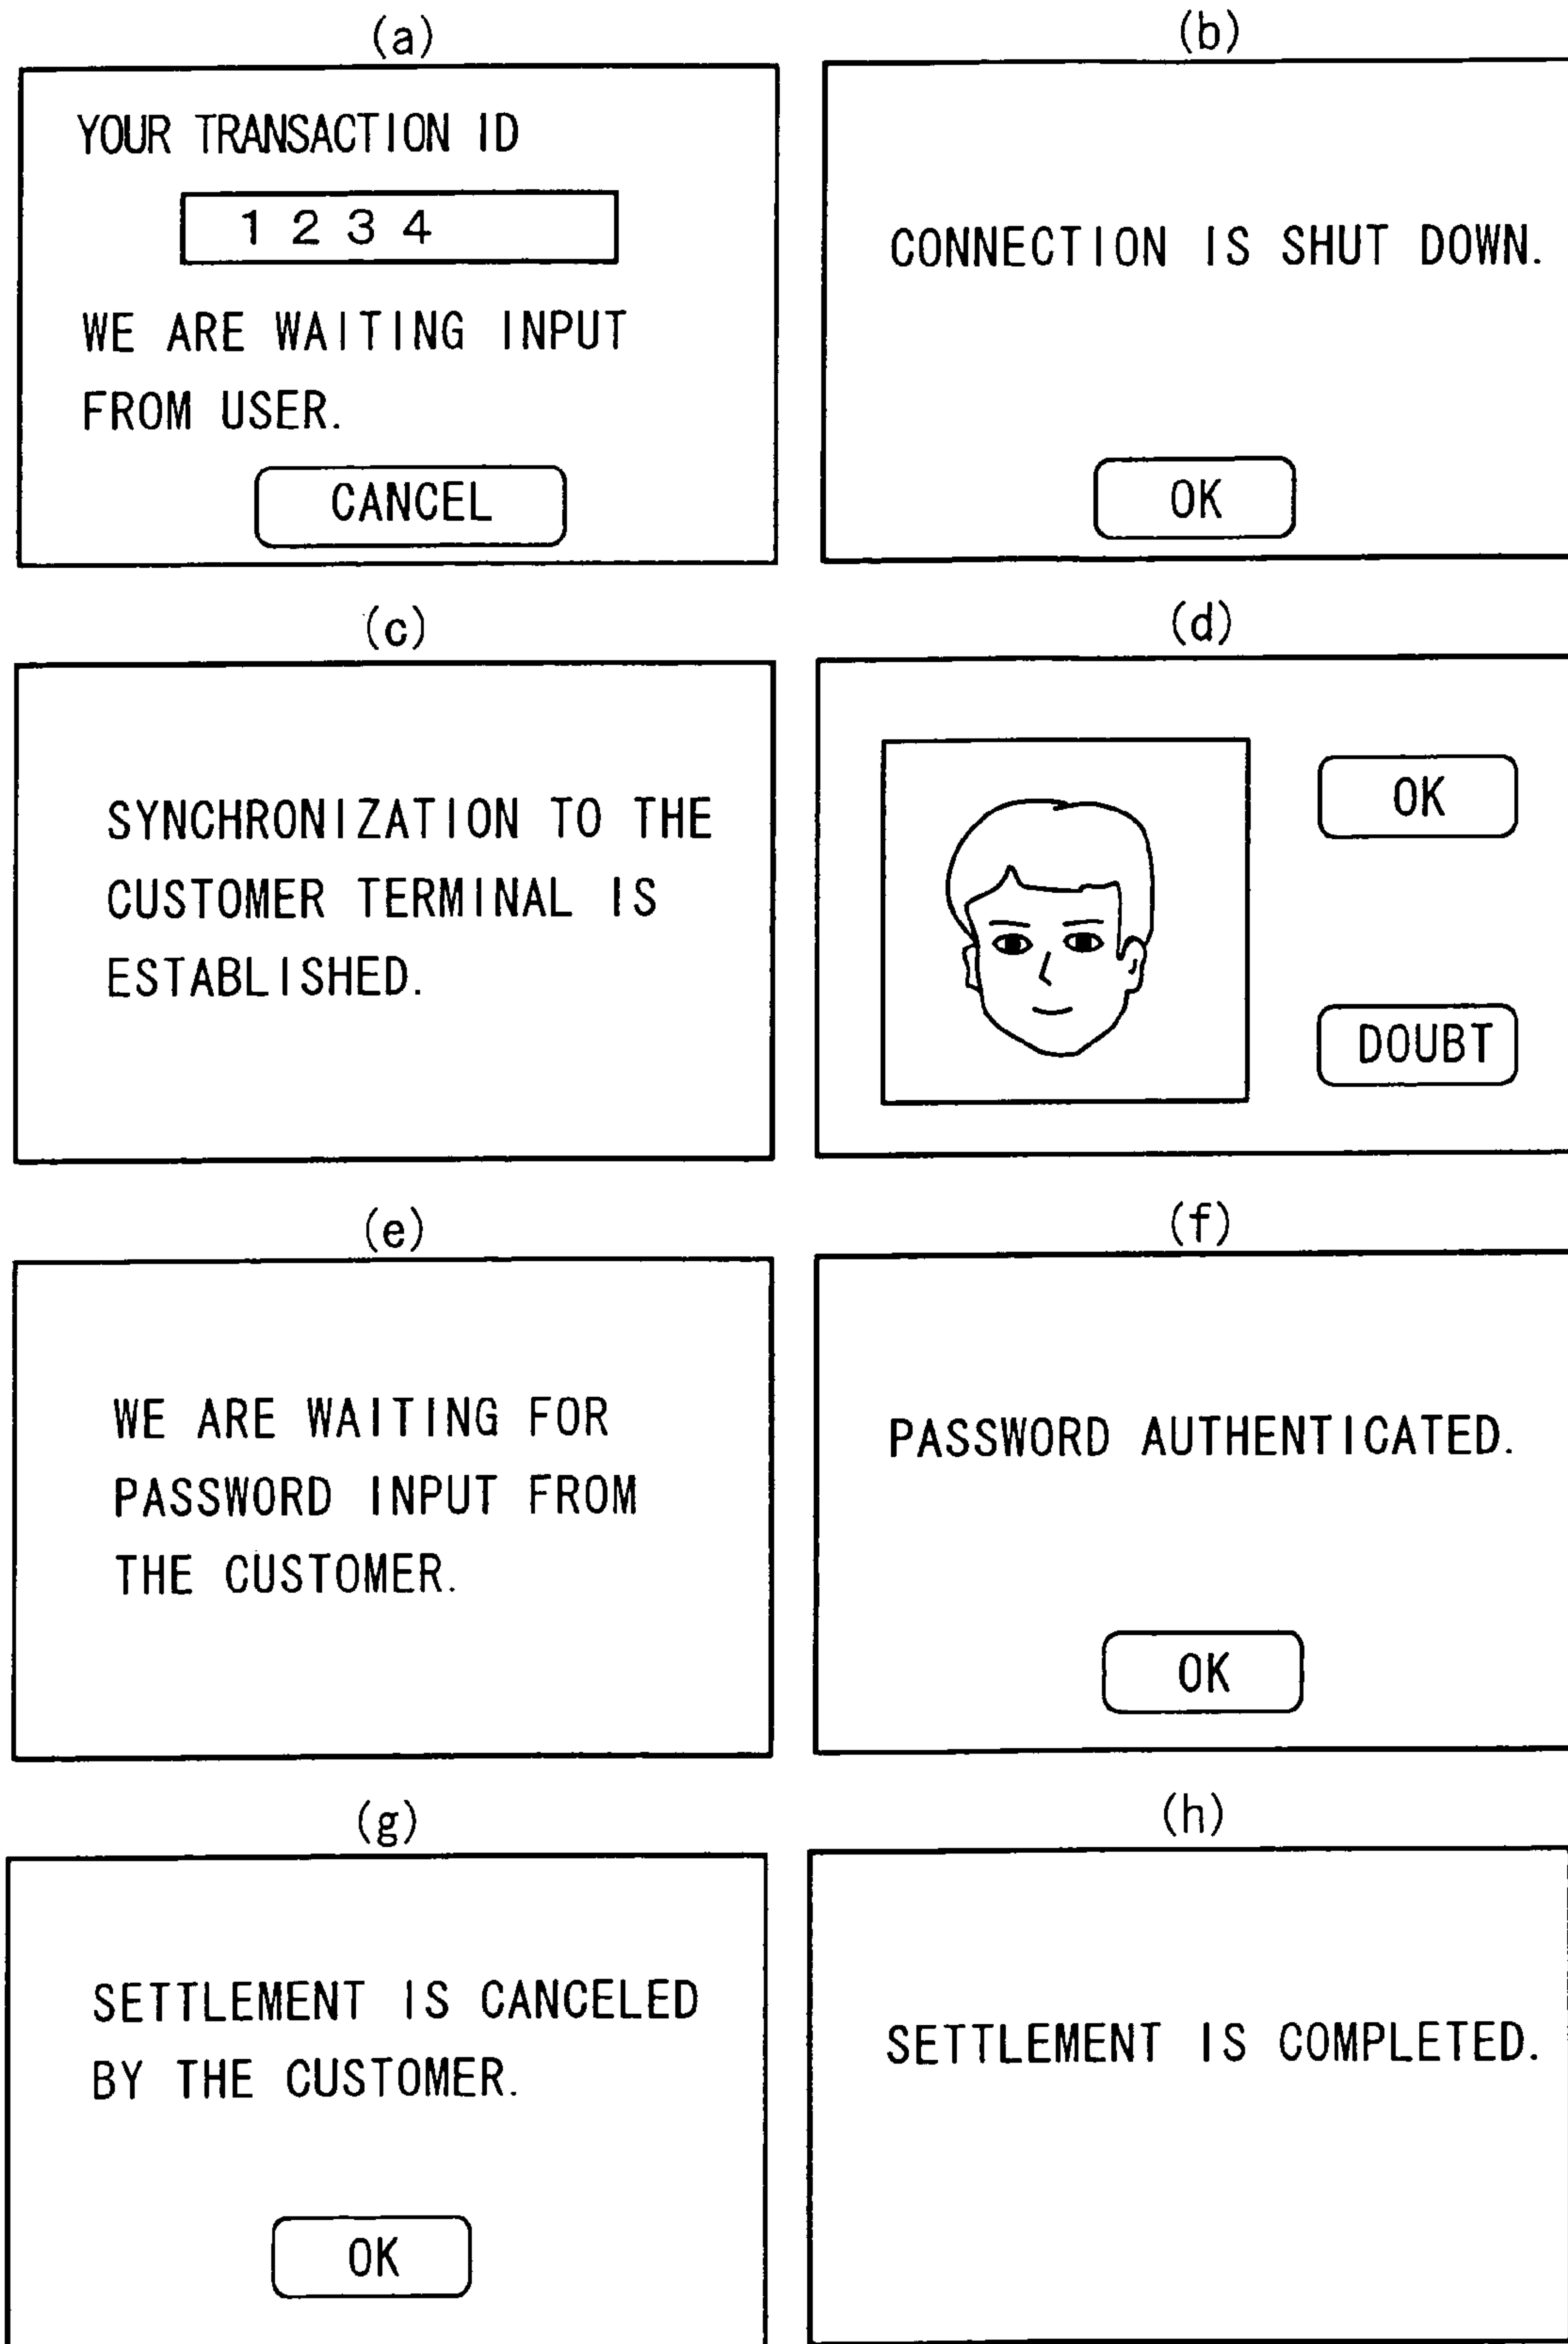 (a)
YOUR TRANSACTION ID
1 2 3 4
WE ARE WAITING INPUT
FROM USER.
CANCEL
(b)
CONNECTION IS SHUT DOWN.
OK
(c)
SYNCHRONIZATION TO THE
CUSTOMER TERMINAL IS
ESTABLISHED.
(d)
OK
DOUBT
(e)
WE ARE WAITING FOR
PASSWORD INPUT FROM
THE CUSTOMER.
(f)
PASSWORD AUTHENTICATED.
OK
(g)
SETTLEMENT IS CANCELED
BY THE CUSTOMER.
OK
(h)
SETTLEMENT IS COMPLETED.